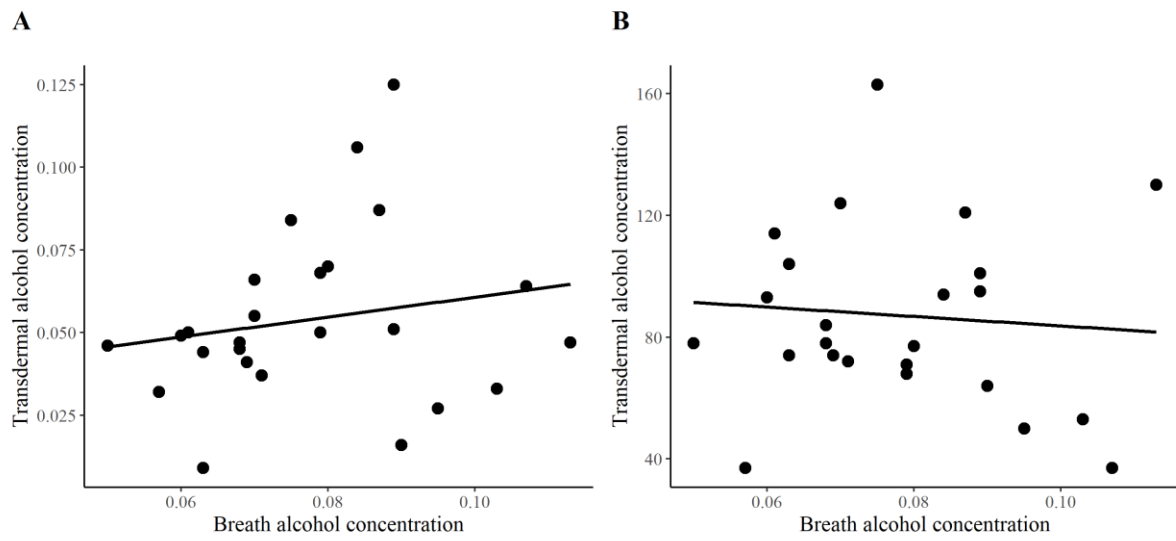 A
Transdermal alcohol concentration
0.125
0.100
0.075
0.050
0.025
0.06
0.08
0.10
Breath alcohol concentration
B
Transdermal alcohol concentration
160
120
80
40
0.06
0.08
0.10
Breath alcohol concentration